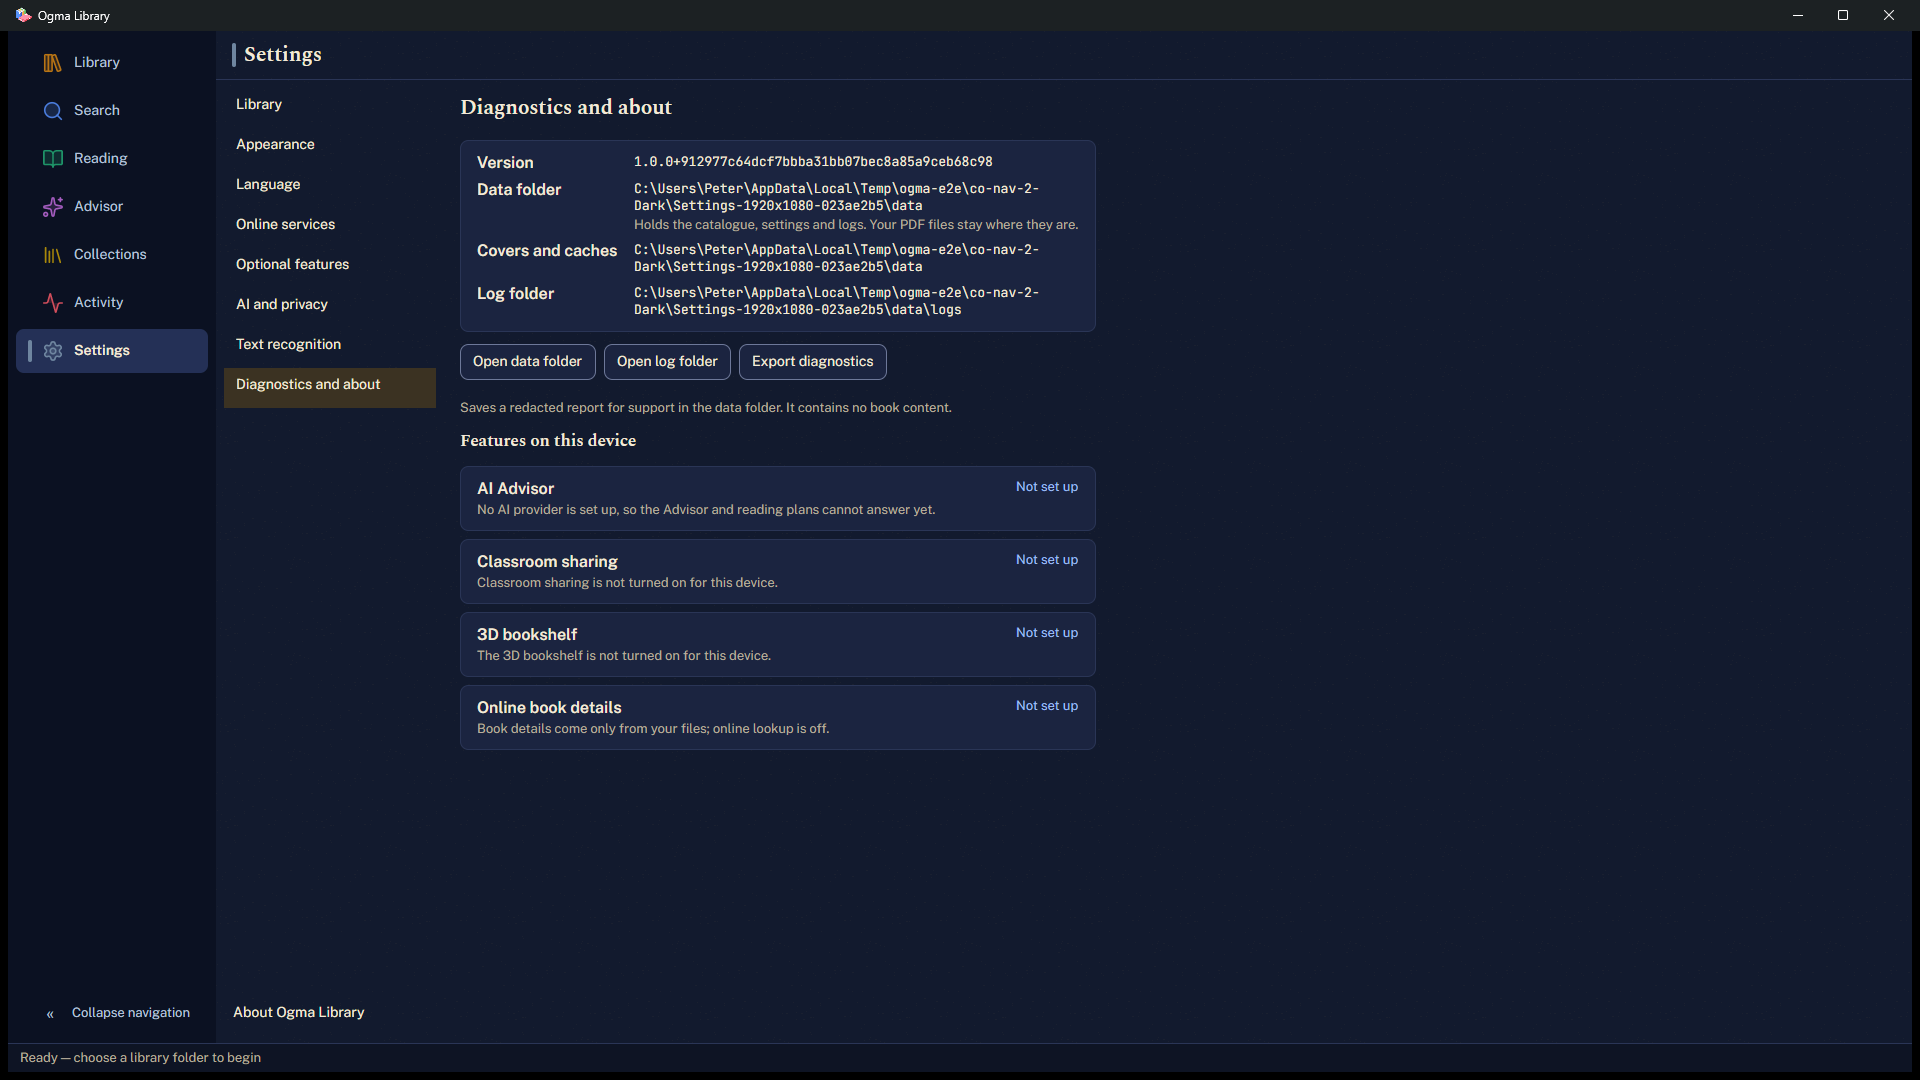 Ogma Library
Library
Search
Reading
Advisor
Collections
Activity
Settings
« Collapse navigation
Settings
Library
Appearance
Language
Online services
Optional features
AI and privacy
Text recognition
Diagnostics and about
About Ogma Library
Diagnostics and about
Version 1.0.0+912977c64dcf7bbba31bb07bec8a85a9ceb68c98
Data folder C:\Users\Peter\AppData\Local\Temp\ogma-e2e\co-nav-2-
Dark\Settings-1920x1080-023ae2b5\data
Holds the catalogue, settings and logs. Your PDF files stay where they are.
Covers and caches C:\Users\Peter\AppData\Local\Temp\ogma-e2e\co-nav-2-
Dark\Settings-1920x1080-023ae2b5\data
Log folder C:\Users\Peter\AppData\Local\Temp\ogma-e2e\co-nav-2-
Dark\Settings-1920x1080-023ae2b5\data\logs
Open data folder Open log folder Export diagnostics
Saves a redacted report for support in the data folder. It contains no book content.
Features on this device
AI Advisor Not set up
No AI provider is set up, so the Advisor and reading plans cannot answer yet.
Classroom sharing Not set up
Classroom sharing is not turned on for this device.
3D bookshelf Not set up
The 3D bookshelf is not turned on for this device.
Online book details Not set up
Book details come only from your files; online lookup is off.
Ready — choose a library folder to begin